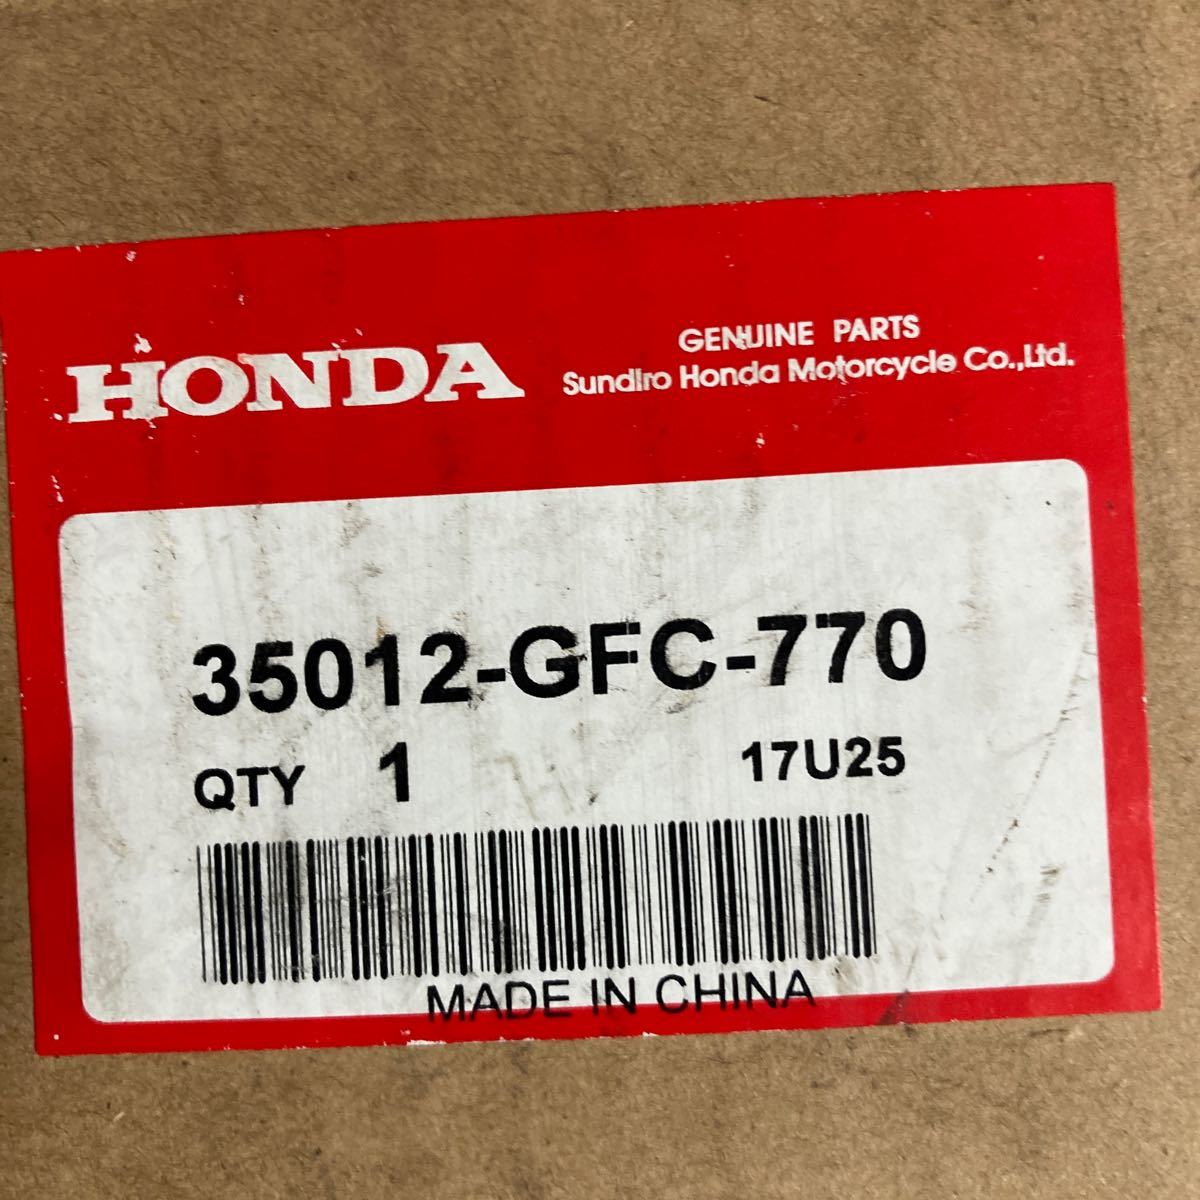 HONDA
GENUINE PARTS
Sundiro Honda Motorcycle Co.,Ltd.
35012-GFC-770
QTY 1 17U25
MADE IN CHINA